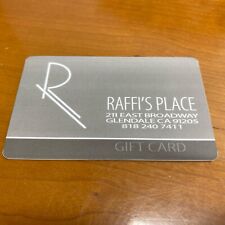 R
RAFFI'S PLACE
211 EAST BROADWAY
GLENDALE CA 91205
818 240 7411
GIFT CARD